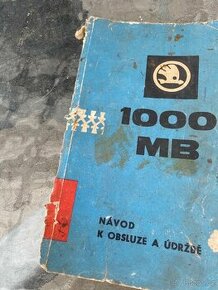 1000
MB
NÁVOD
K OBSLUZE A ÚDRŽBĚ